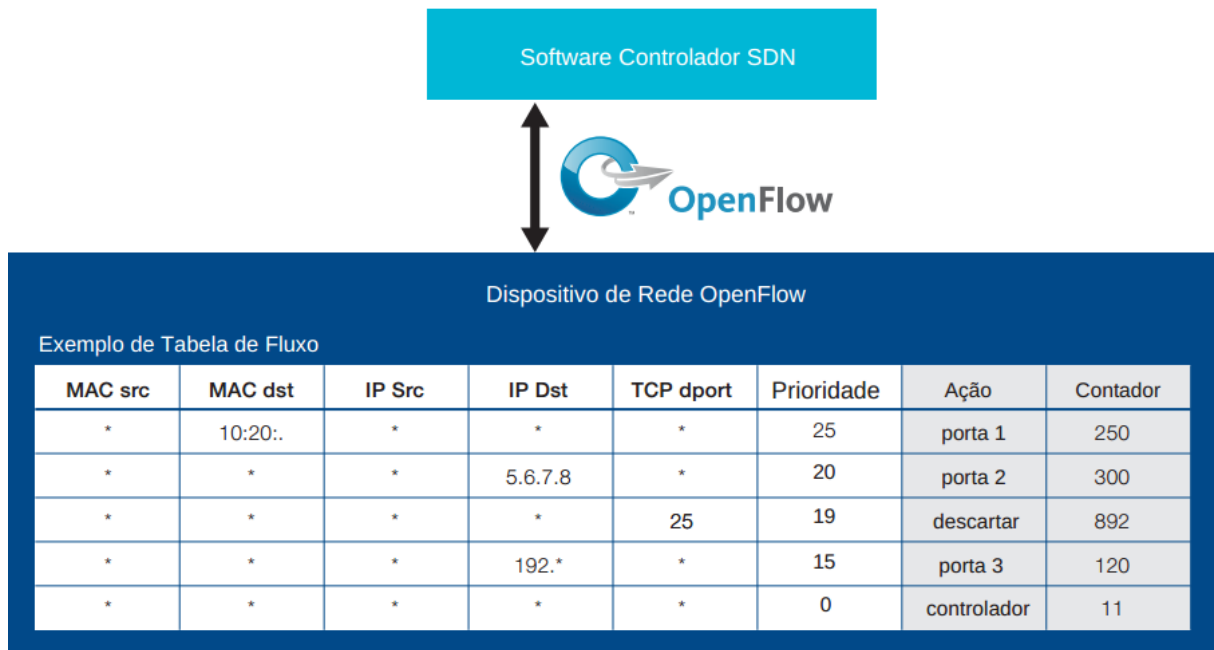 Software Controlador SDN
OpenFlow
™
Dispositivo de Rede OpenFlow
Exemplo de Tabela de Fluxo
MAC src MAC dst IP Src IP Dst TCP dport Prioridade Ação Contador
* 10:20:. * * * 25 porta 1 250
* * * 5.6.7.8 * 20 porta 2 300
* * * * 25 19 descartar 892
* * * 192.* * 15 porta 3 120
* * * * * 0 controlador 11